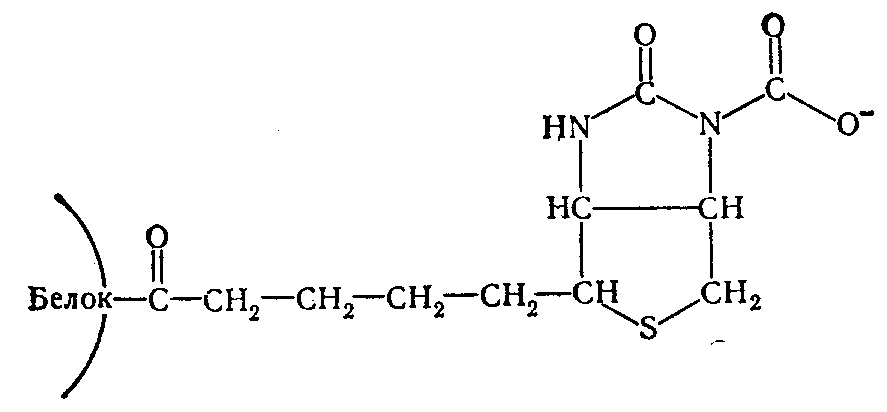 O O
C C
HN N O⁻
HC CH
O
Белок C CH₂ CH₂ CH₂ CH₂ CH CH₂
S